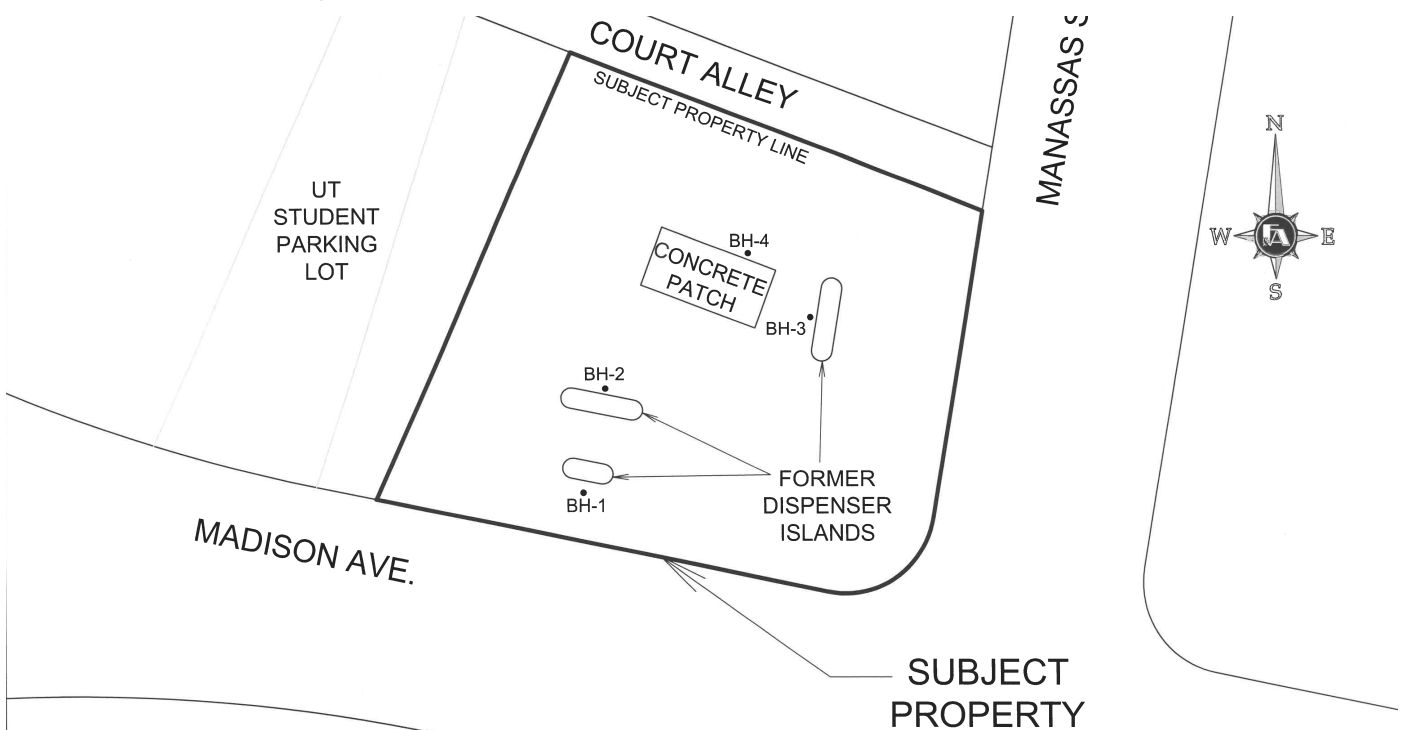 COURT ALLEY
SUBJECT PROPERTY LINE
MANASSAS
N
W
E
S
UT
STUDENT
PARKING
LOT
BH-4
CONCRETE
PATCH
BH-3
BH-2
BH-1
FORMER
DISPENSER
ISLANDS
MADISON AVE.
SUBJECT
PROPERTY